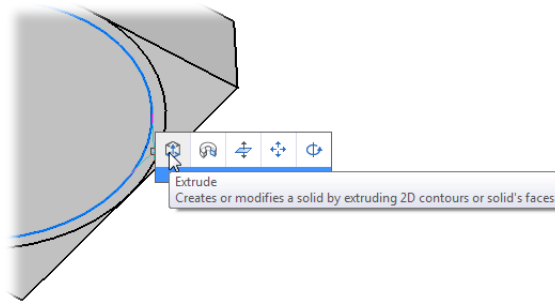 Extrude
Creates or modifies a solid by extruding 2D contours or solid's faces